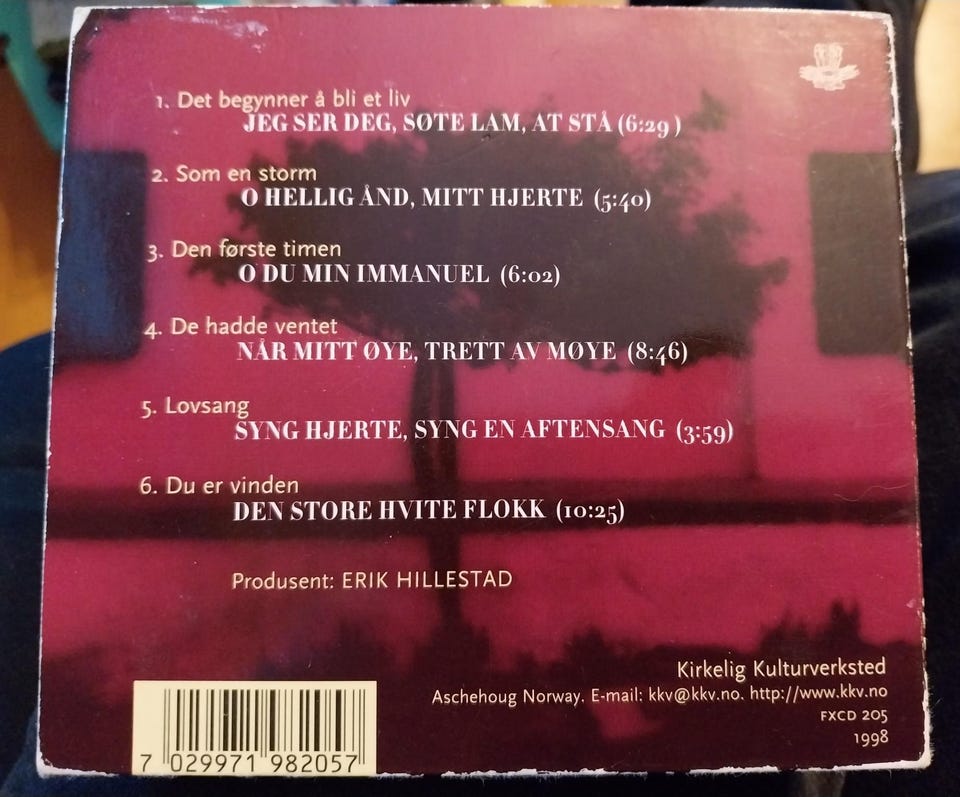 1. Det begynner å bli et liv
JEG SER DEG, SØTE LAM, AT STÅ (6:29 )
2. Som en storm
O HELLIG ÅND, MITT HJERTE (5:40)
3. Den første timen
O DU MIN IMMANUEL (6:02)
4. De hadde ventet
NÅR MITT ØYE, TRETT AV MØYE (8:46)
5. Lovsang
SYNG HJERTE, SYNG EN AFTENSANG (3:59)
6. Du er vinden
DEN STORE HVITE FLOKK (10:25)
Produsent: ERIK HILLESTAD
Kirkelig Kulturverksted
Aschehoug Norway. E-mail: kkv@kkv.no. http://www.kkv.no
FXCD 205
1998
7 029971 982057